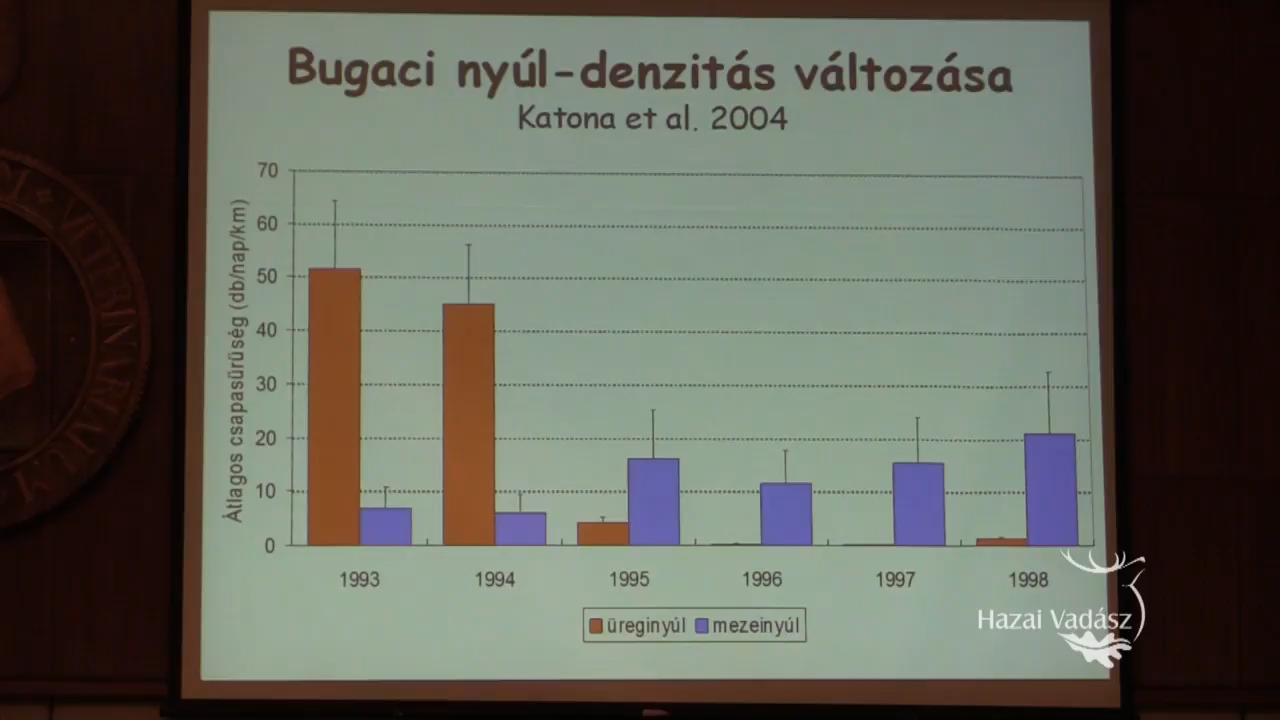 Bugaci nyúl-denzitás változása
Katona et al. 2004
Átlagos csapasűrűség (db/nap/km)
70
60
50
40
30
20
10
0
1993 1994 1995 1996 1997 1998
üreginyúl mezeinyúl
Hazai Vadász
VETERINARIUM